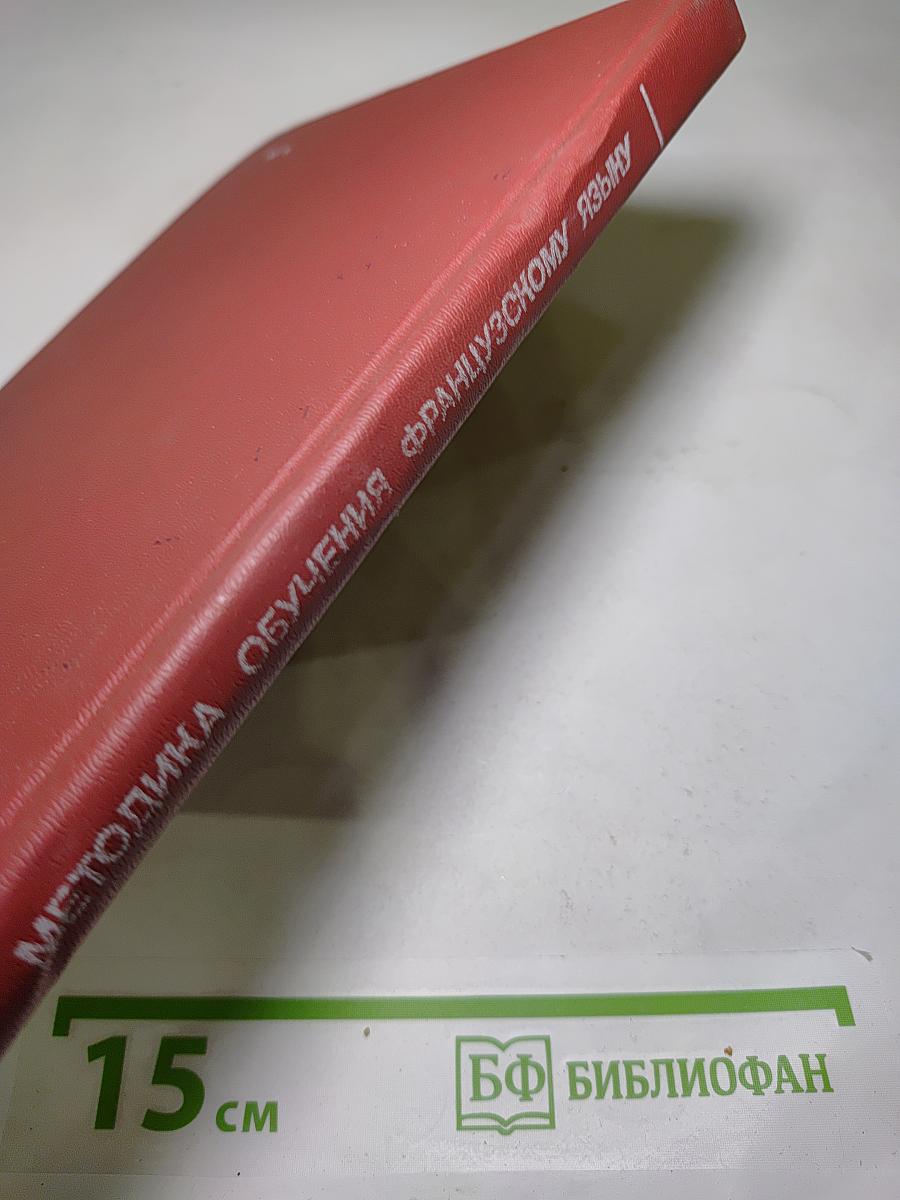 МЕТОДИКА ОБУЧЕНИЯ ФРАНЦУЗСКОМУ ЯЗЫКУ
15 см
БФ БИБЛИОФАН